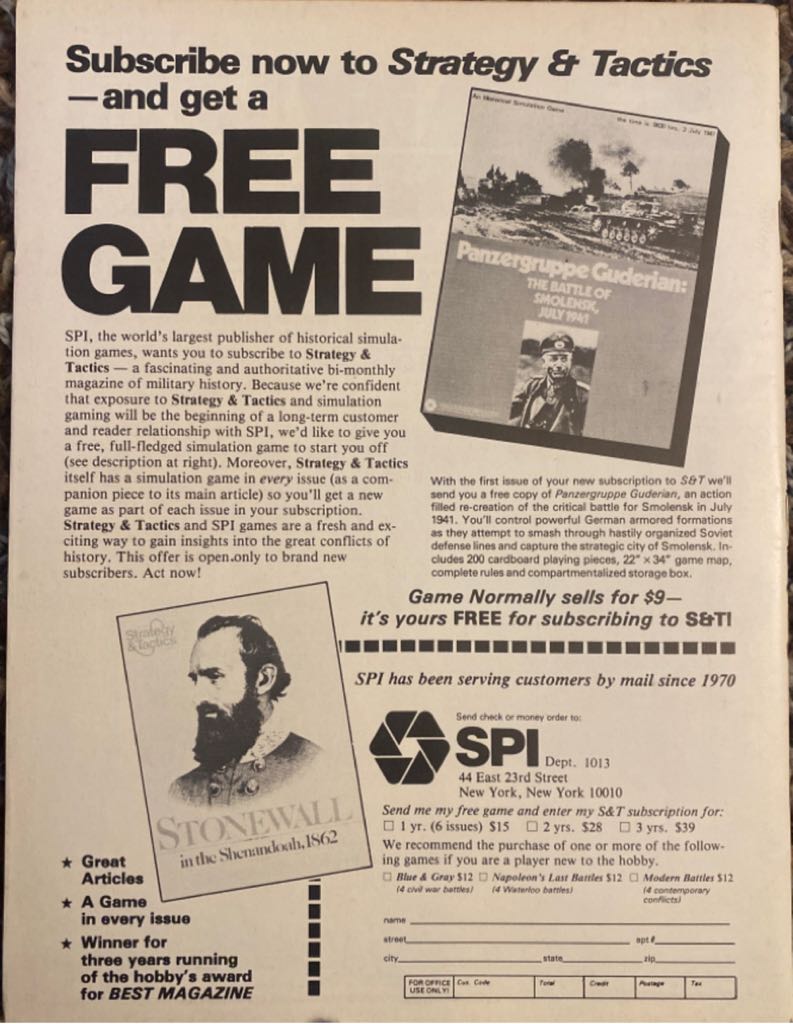 Subscribe now to Strategy & Tactics
—and get a
FREE
GAME
An Historical Simulation Game
the time is 0800 hrs, 3 July 1941
Panzergruppe Guderian:
THE BATTLE OF
SMOLENSK,
JULY 1941
SPI, the world's largest publisher of historical simula-
tion games, wants you to subscribe to Strategy &
Tactics — a fascinating and authoritative bi-monthly
magazine of military history. Because we're confident
that exposure to Strategy & Tactics and simulation
gaming will be the beginning of a long-term customer
and reader relationship with SPI, we'd like to give you
a free, full-fledged simulation game to start you off
(see description at right). Moreover, Strategy & Tactics
itself has a simulation game in every issue (as a com-
panion piece to its main article) so you'll get a new
game as part of each issue in your subscription.
Strategy & Tactics and SPI games are a fresh and ex-
citing way to gain insights into the great conflicts of
history. This offer is open only to brand new
subscribers. Act now!
With the first issue of your new subscription to S&T we'll
send you a free copy of Panzergruppe Guderian, an action
filled re-creation of the critical battle for Smolensk in July
1941. You'll control powerful German armored formations
as they attempt to smash through hastily organized Soviet
defense lines and capture the strategic city of Smolensk. In-
cludes 200 cardboard playing pieces, 22" × 34" game map,
complete rules and compartmentalized storage box.
Game Normally sells for $9—
it's yours FREE for subscribing to S&T!
Strategy
& Tactics
STONEWALL
in the Shenandoah, 1862
★ Great
Articles
★ A Game
in every issue
★ Winner for
three years running
of the hobby's award
for BEST MAGAZINE
SPI has been serving customers by mail since 1970
Send check or money order to:
SPI Dept. 1013
44 East 23rd Street
New York, New York 10010
Send me my free game and enter my S&T subscription for:
☐ 1 yr. (6 issues) $15 ☐ 2 yrs. $28 ☐ 3 yrs. $39
We recommend the purchase of one or more of the follow-
ing games if you are a player new to the hobby.
☐ Blue & Gray $12 ☐ Napoleon's Last Battles $12 ☐ Modern Battles $12
(4 civil war battles) (4 Waterloo battles) (4 contemporary
conflicts)
name
street apt #
city state zip
FOR OFFICE Cus. Code Total Credit Postage Tax
USE ONLY!